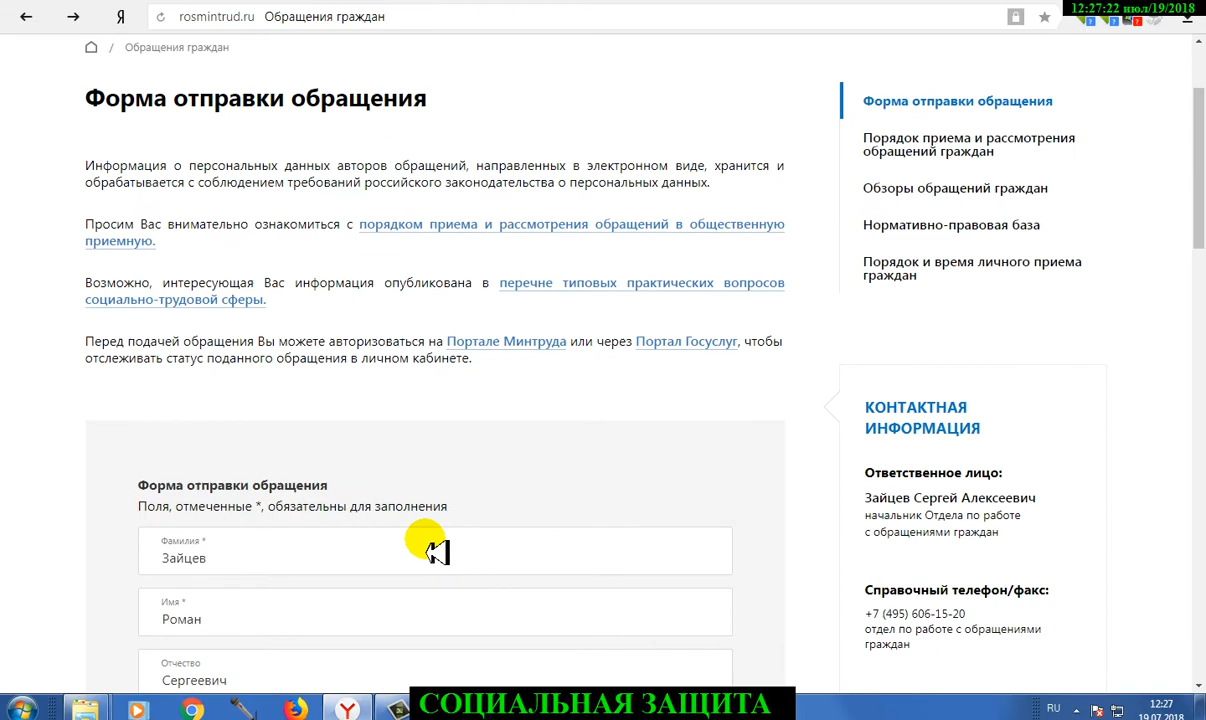 Я
rosmintrud.ru Обращения граждан
12:27:22 июл/19/2018
/ Обращения граждан
Форма отправки обращения
Информация о персональных данных авторов обращений, направленных в электронном виде, хранится и
обрабатывается с соблюдением требований российского законодательства о персональных данных.
Просим Вас внимательно ознакомиться с порядком приема и рассмотрения обращений в общественную
приемную.
Возможно, интересующая Вас информация опубликована в перечне типовых практических вопросов
социально-трудовой сферы.
Перед подачей обращения Вы можете авторизоваться на Портале Минтруда или через Портал Госуслуг, чтобы
отслеживать статус поданного обращения в личном кабинете.
Форма отправки обращения
Поля, отмеченные *, обязательны для заполнения
Фамилия *
Зайцев
Имя *
Роман
Отчество
Сергеевич
Форма отправки обращения
Порядок приема и рассмотрения
обращений граждан
Обзоры обращений граждан
Нормативно-правовая база
Порядок и время личного приема
граждан
КОНТАКТНАЯ
ИНФОРМАЦИЯ
Ответственное лицо:
Зайцев Сергей Алексеевич
начальник Отдела по работе
с обращениями граждан
Справочный телефон/факс:
+7 (495) 606-15-20
отдел по работе с обращениями
граждан
СОЦИАЛЬНАЯ ЗАЩИТА
RU
12:27
19.07.2018